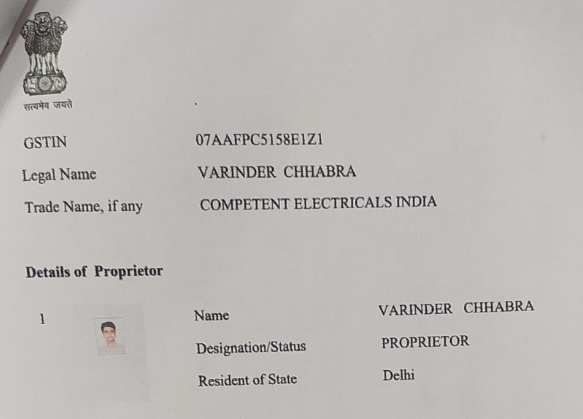 सत्यमेव जयते
GSTIN 07AAFPC5158E1Z1
Legal Name VARINDER CHHABRA
Trade Name, if any COMPETENT ELECTRICALS INDIA
Details of Proprietor
1 Name VARINDER CHHABRA
Designation/Status PROPRIETOR
Resident of State Delhi